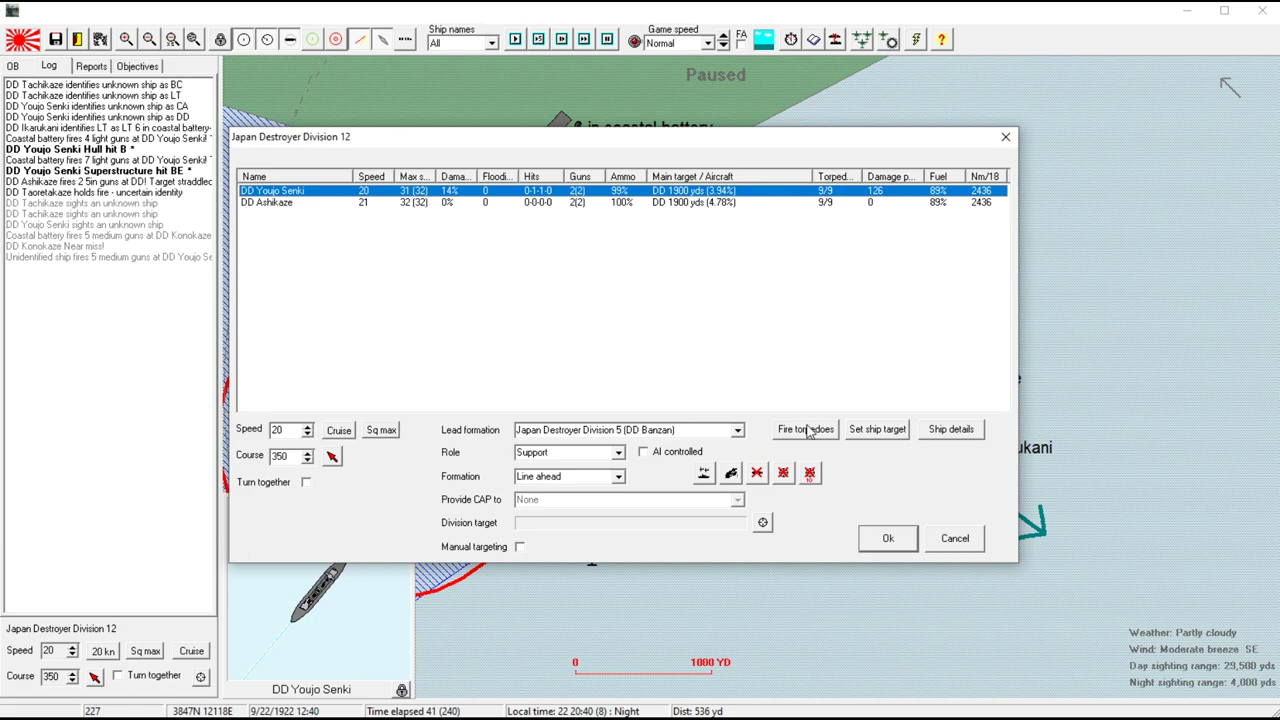 Ship names
All
Game speed
Normal
FA
OB Log Reports Objectives
DD Tachikaze identifies unknown ship as BC
DD Tachikaze identifies unknown ship as LT
DD Youjo Senki identifies unknown ship as CA
DD Youjo Senki identifies unknown ship as DD
DD Ikarukani identifies LT as LT 6 in coastal battery-
Coastal battery fires 4 light guns at DD Youjo Senki!
DD Youjo Senki Hull hit B *
Coastal battery fires 7 light guns at DD Youjo Senki!
DD Youjo Senki Superstructure hit BE *
DD Ashikaze fires 2 5in guns at DD! Target straddled
DD Taoretakaze holds fire - uncertain identity
DD Tachikaze sights an unknown ship
DD Tachikaze sights an unknown ship
DD Youjo Senki sights an unknown ship
Coastal battery fires 5 medium guns at DD Konokaze
DD Konokaze Near miss!
Unidentified ship fires 5 medium guns at DD Youjo Se
Paused
Japan Destroyer Division 12
Name Speed Max s... Dama... Floodi... Hits Guns Ammo Main target / Aircraft Torped... Damage p... Fuel Nm/18
DD Youjo Senki 20 31 (32) 14% 0 0-1-1-0 2(2) 99% DD 1900 yds (3.94%) 9/9 126 89% 2436
DD Ashikaze 21 32 (32) 0% 0 0-0-0-0 2(2) 100% DD 1900 yds (4.78%) 9/9 0 89% 2436
Speed 20 Cruise Sq max
Course 350
Turn together
Lead formation Japan Destroyer Division 5 (DD Banzan)
Role Support AI controlled
Formation Line ahead
Provide CAP to None
Division target
Manual targeting
Fire torpedoes Set ship target Ship details
10
Ok Cancel
ukani
Japan Destroyer Division 12
Speed 20 20 kn Sq max Cruise
Course 350 Turn together
DD Youjo Senki
0 1000 YD
Weather: Partly cloudy
Wind: Moderate breeze SE
Day sighting range: 29,500 yds
Night sighting range: 4,000 yds
227 3847N 12118E 9/22/1922 12:40 Time elapsed 41 (240) Local time: 22 20:40 (8) : Night Dist: 536 yd